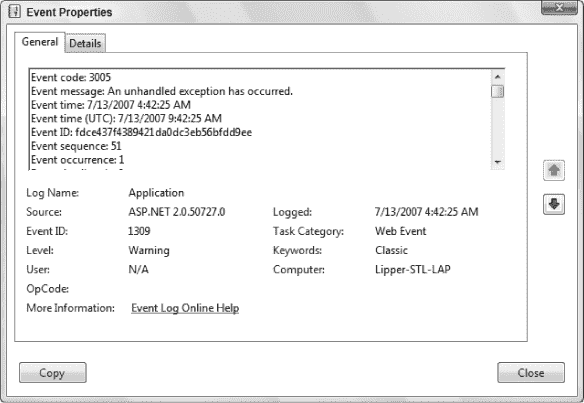 Event Properties
General Details
Event code: 3005
Event message: An unhandled exception has occurred.
Event time: 7/13/2007 4:42:25 AM
Event time (UTC): 7/13/2007 9:42:25 AM
Event ID: fdce437f4389421da0dc3eb56bfdd9ee
Event sequence: 51
Event occurrence: 1
Log Name: Application
Source: ASP.NET 2.0.50727.0 Logged: 7/13/2007 4:42:25 AM
Event ID: 1309 Task Category: Web Event
Level: Warning Keywords: Classic
User: N/A Computer: Lipper-STL-LAP
OpCode:
More Information: Event Log Online Help
Copy Close